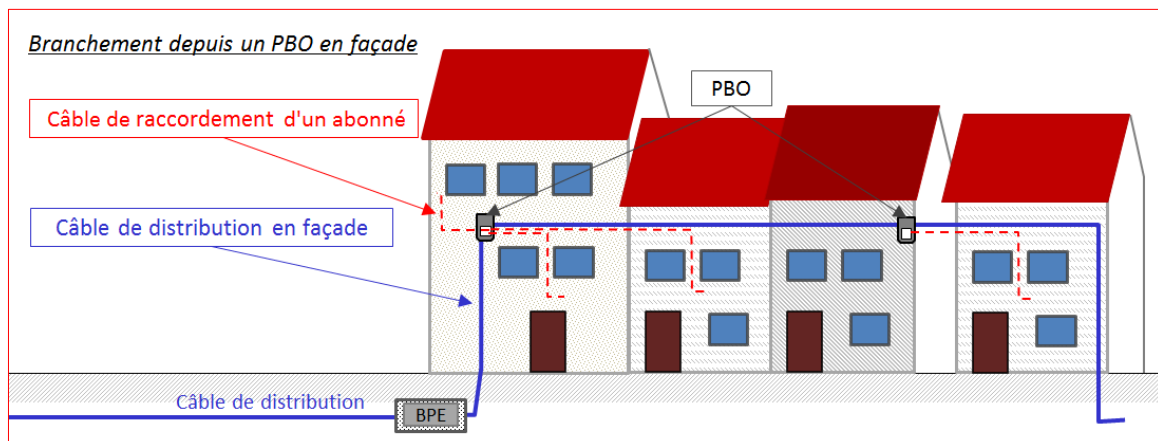 Branchement depuis un PBO en façade
PBO
Câble de raccordement d'un abonné
Câble de distribution en façade
Câble de distribution
BPE